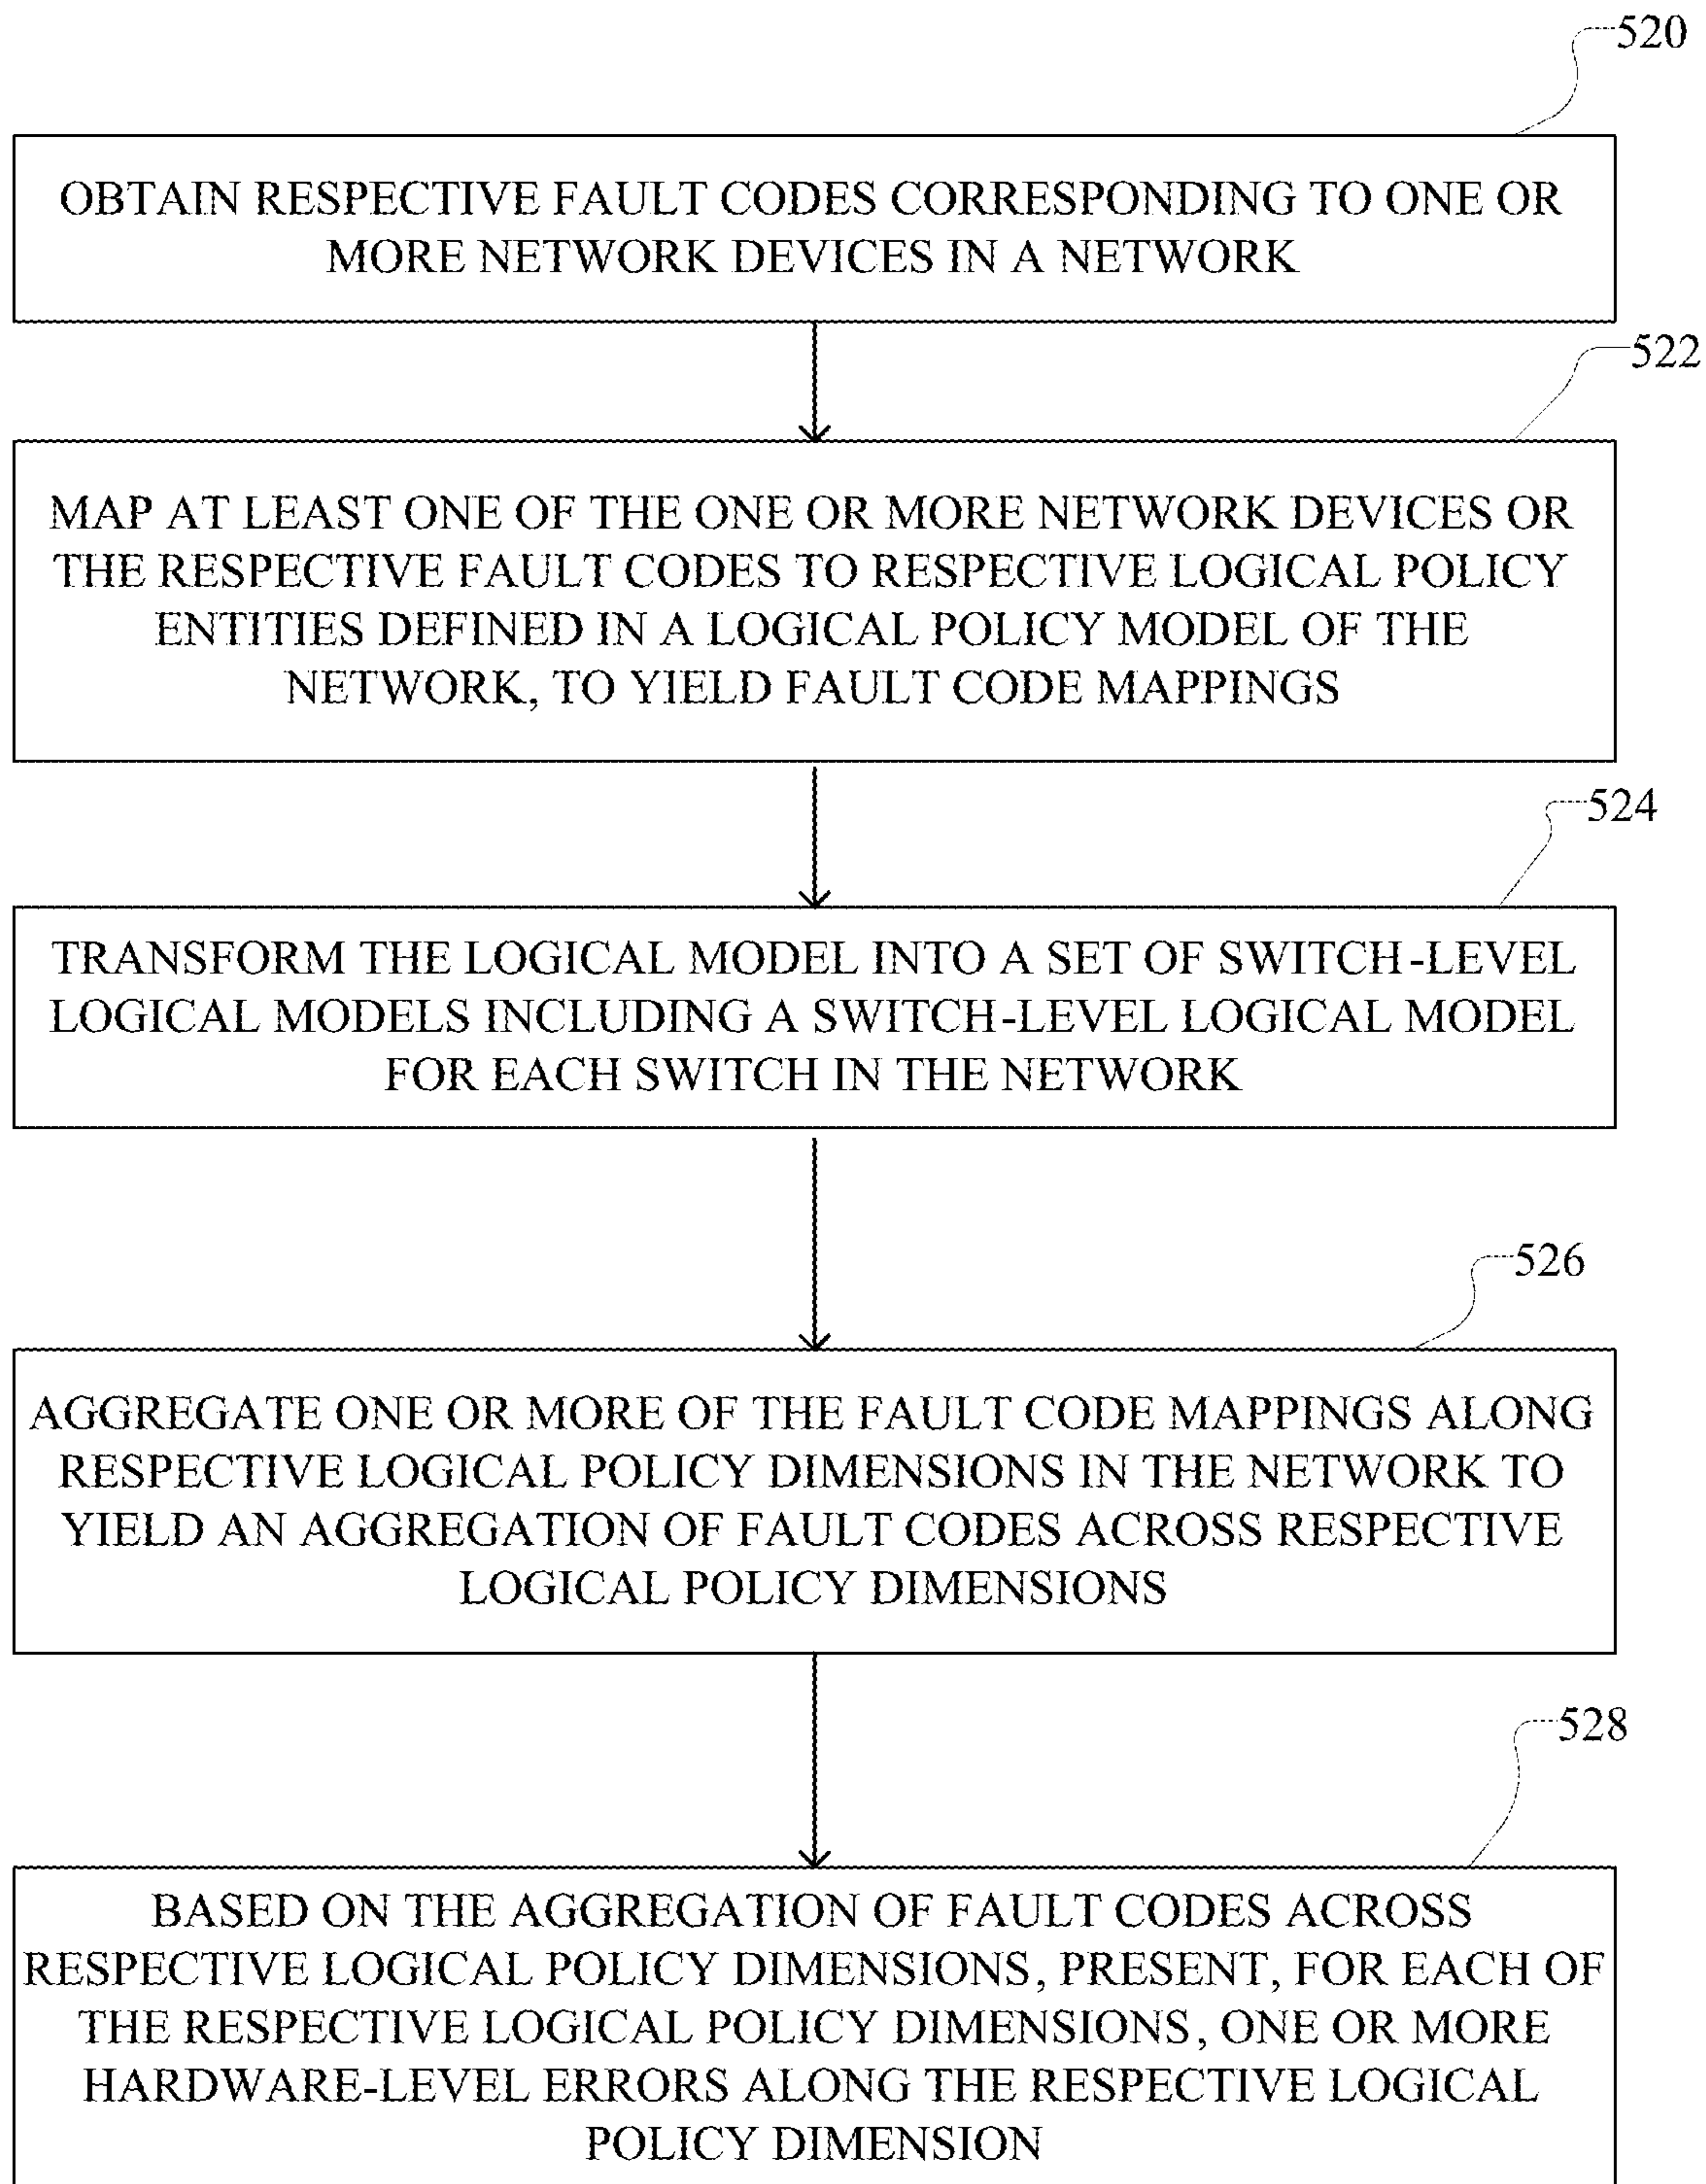 520
OBTAIN RESPECTIVE FAULT CODES CORRESPONDING TO ONE OR
MORE NETWORK DEVICES IN A NETWORK
522
MAP AT LEAST ONE OF THE ONE OR MORE NETWORK DEVICES OR
THE RESPECTIVE FAULT CODES TO RESPECTIVE LOGICAL POLICY
ENTITIES DEFINED IN A LOGICAL POLICY MODEL OF THE
NETWORK, TO YIELD FAULT CODE MAPPINGS
524
TRANSFORM THE LOGICAL MODEL INTO A SET OF SWITCH-LEVEL
LOGICAL MODELS INCLUDING A SWITCH-LEVEL LOGICAL MODEL
FOR EACH SWITCH IN THE NETWORK
526
AGGREGATE ONE OR MORE OF THE FAULT CODE MAPPINGS ALONG
RESPECTIVE LOGICAL POLICY DIMENSIONS IN THE NETWORK TO
YIELD AN AGGREGATION OF FAULT CODES ACROSS RESPECTIVE
LOGICAL POLICY DIMENSIONS
528
BASED ON THE AGGREGATION OF FAULT CODES ACROSS
RESPECTIVE LOGICAL POLICY DIMENSIONS, PRESENT, FOR EACH OF
THE RESPECTIVE LOGICAL POLICY DIMENSIONS, ONE OR MORE
HARDWARE-LEVEL ERRORS ALONG THE RESPECTIVE LOGICAL
POLICY DIMENSION